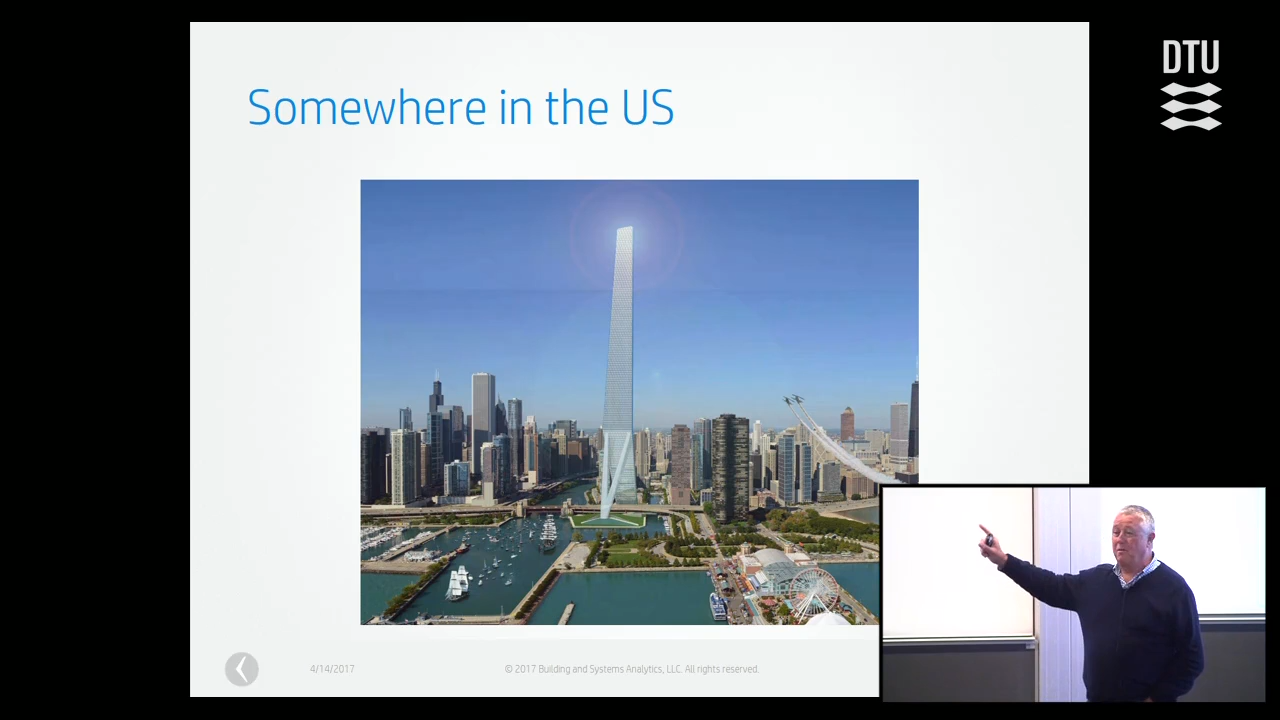 Somewhere in the US
DTU
4/14/2017
© 2017 Building and Systems Analytics, LLC. All rights reserved.